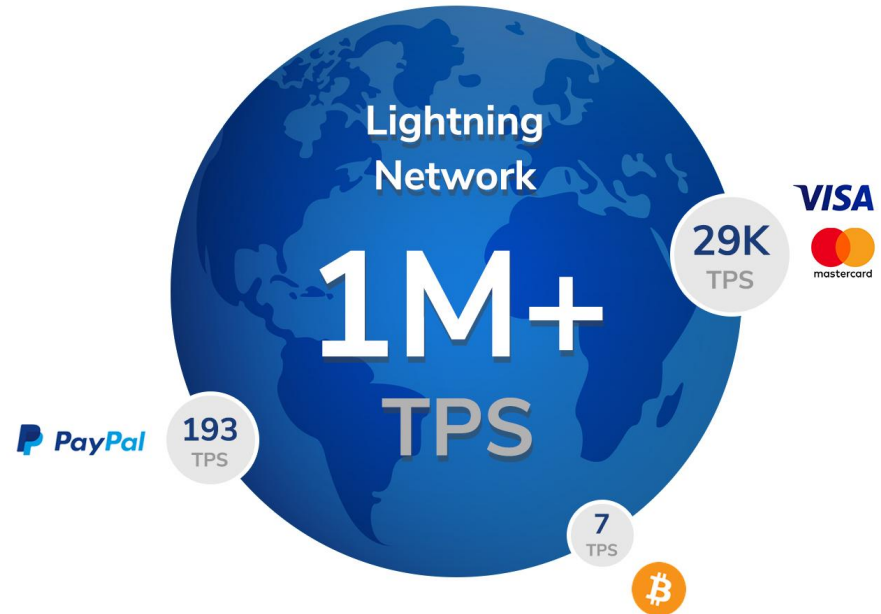 Lightning
Network
1M+
TPS
VISA
mastercard
29K
TPS
PayPal
193
TPS
7
TPS